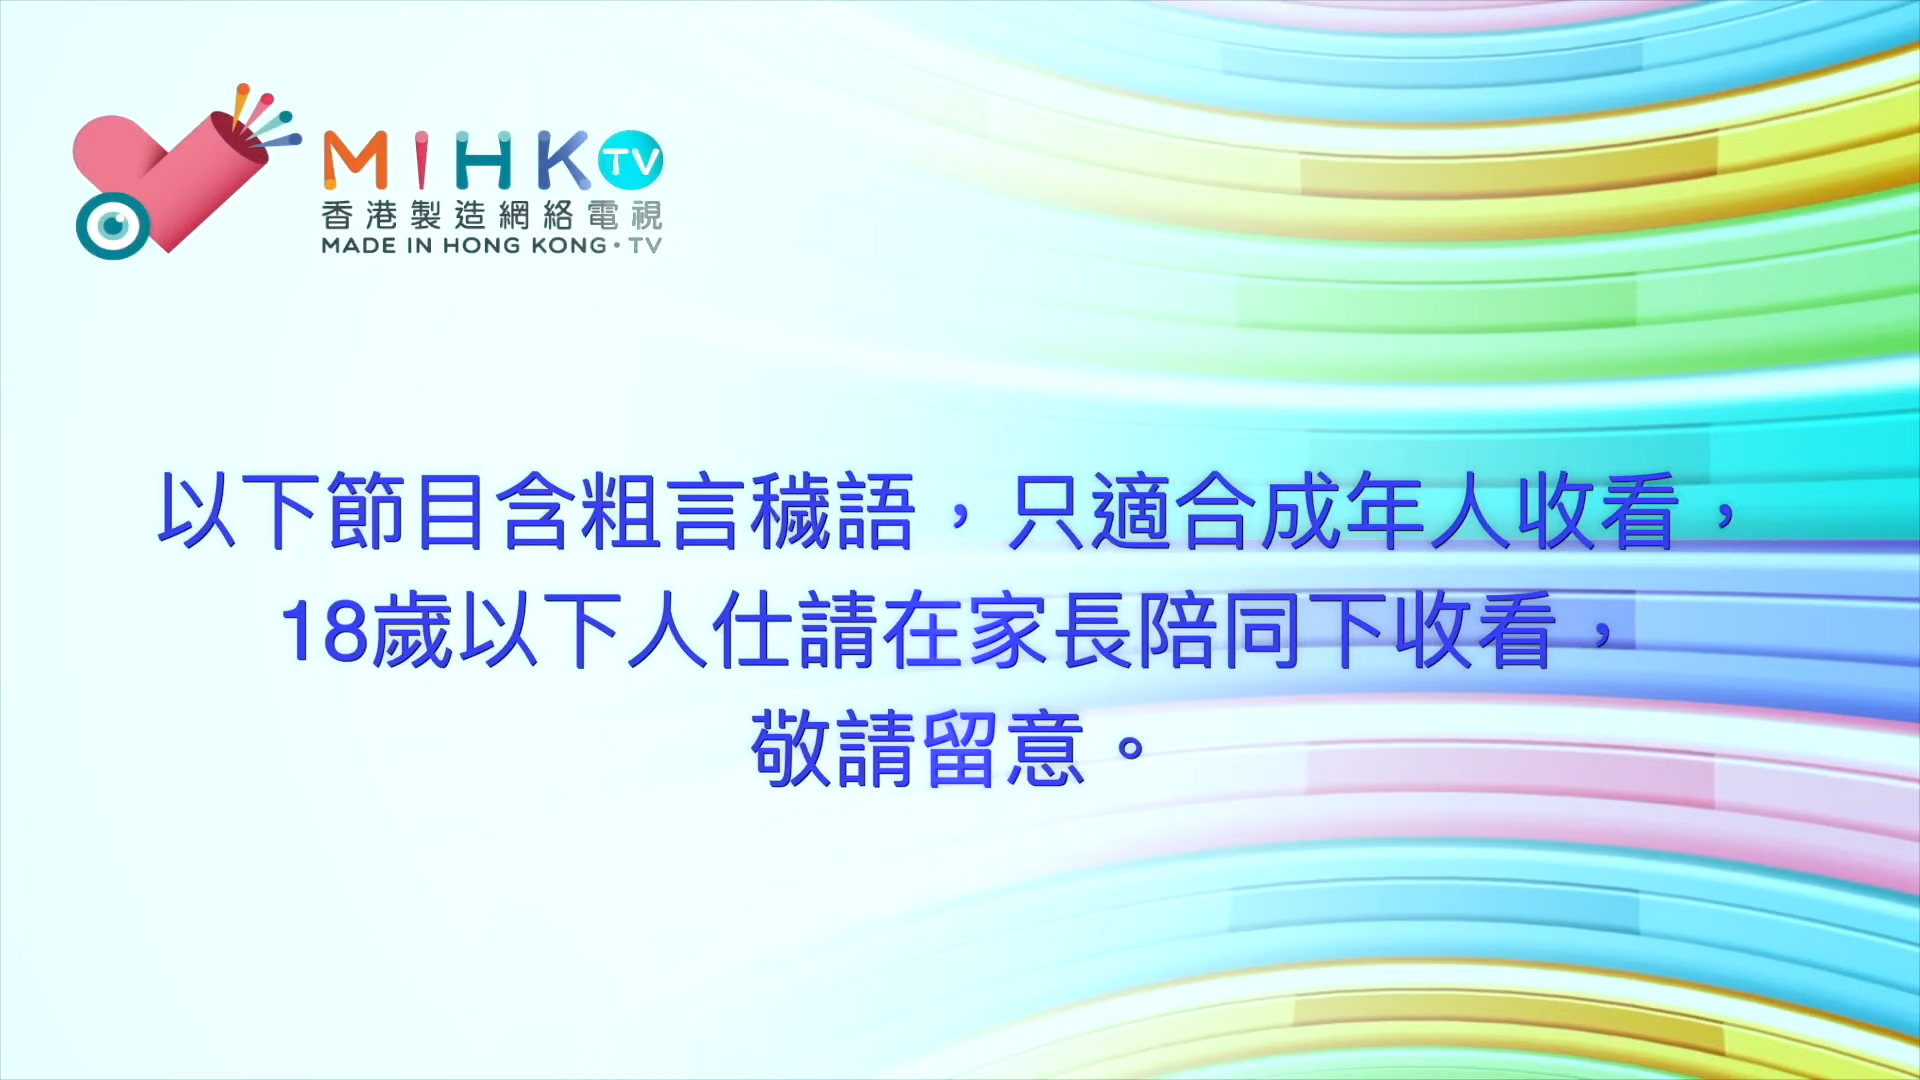 MIHK TV
香港製造網絡電視
MADE IN HONG KONG·TV
以下節目含粗言穢語，只適合成年人收看，
18歲以下人仕請在家長陪同下收看，
敬請留意。